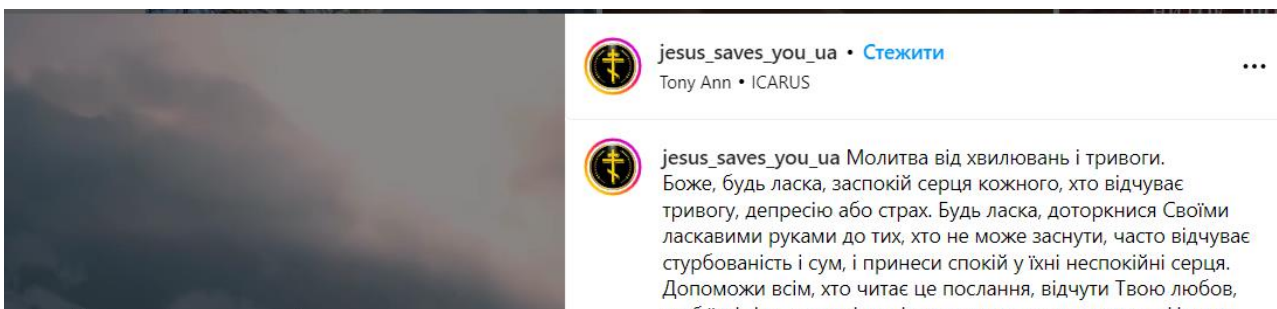 jesus_saves_you_ua • Стежити
Tony Ann • ICARUS
jesus_saves_you_ua Молитва від хвилювань і тривоги.
Боже, будь ласка, заспокій серця кожного, хто відчуває
тривогу, депресію або страх. Будь ласка, доторкнися Своїми
ласкавими руками до тих, хто не може заснути, часто відчуває
стурбованість і сум, і принеси спокій у їхні неспокійні серця.
Допоможи всім, хто читає це послання, відчути Твою любов,